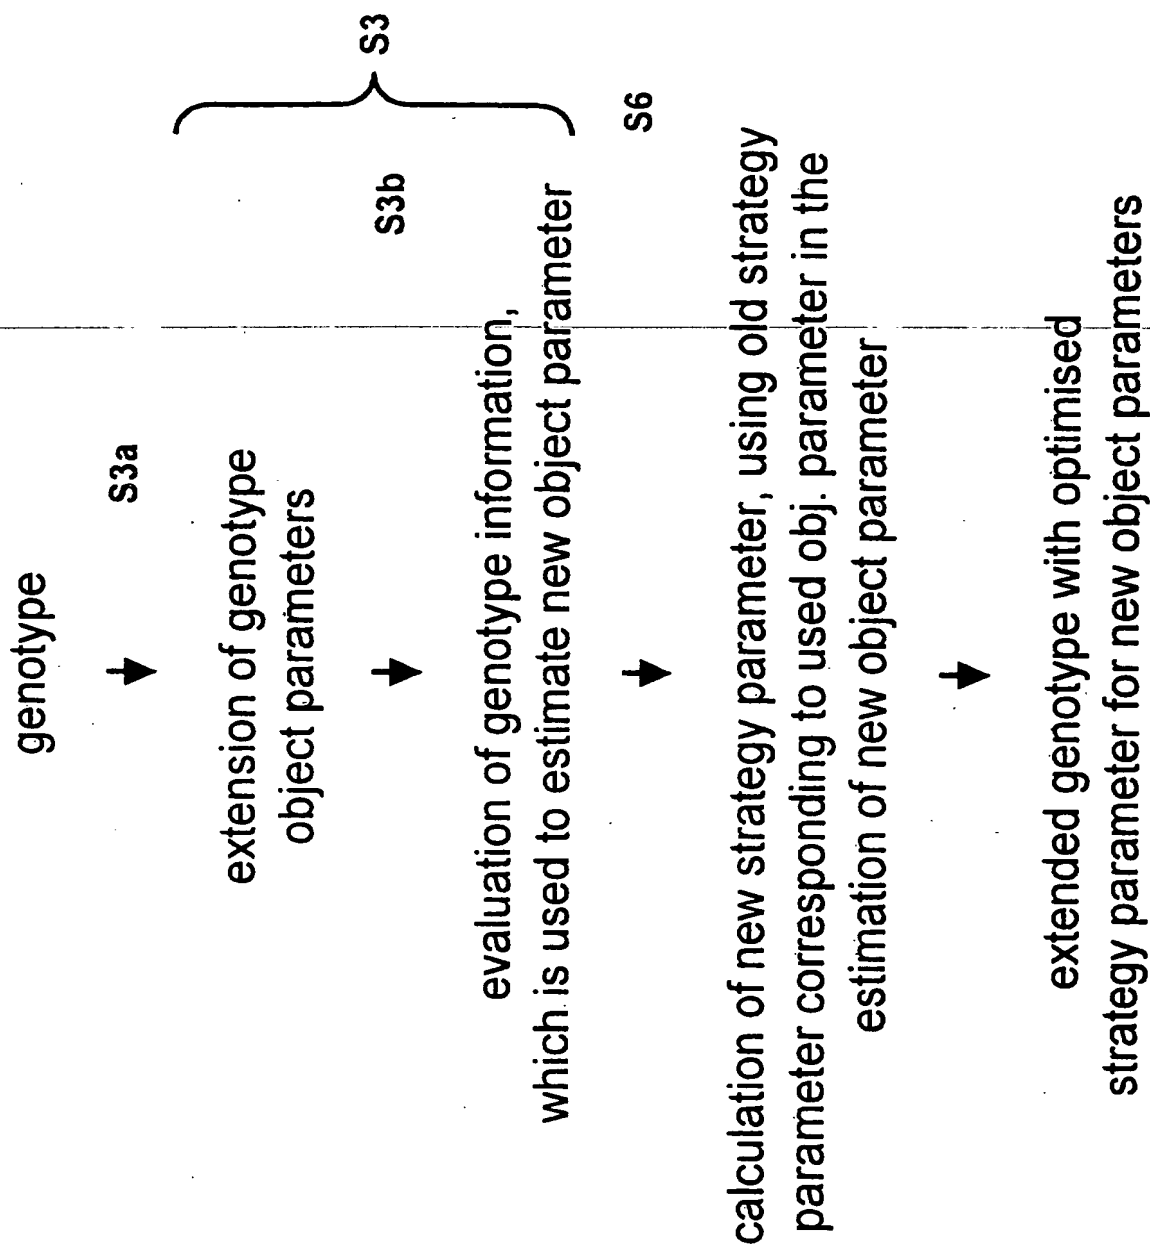 genotype
S3a
extension of genotype
object parameters
S3b
S3
evaluation of genotype information,
which is used to estimate new object parameter
S6
calculation of new strategy parameter, using old strategy
parameter corresponding to used obj. parameter in the
estimation of new object parameter
extended genotype with optimised
strategy parameter for new object parameters